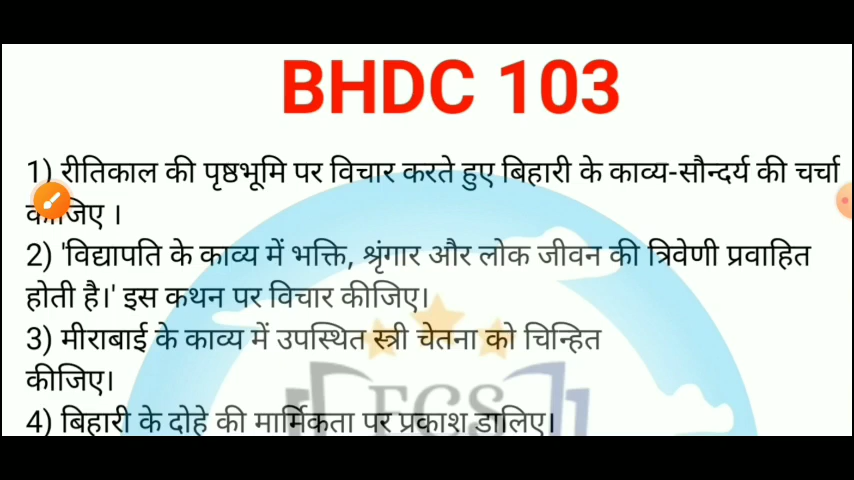 BHDC 103
1) रीतिकाल की पृष्ठभूमि पर विचार करते हुए बिहारी के काव्य-सौन्दर्य की चर्चा
कीजिए ।
2) 'विद्यापति के काव्य में भक्ति, श्रृंगार और लोक जीवन की त्रिवेणी प्रवाहित
होती है।' इस कथन पर विचार कीजिए।
3) मीराबाई के काव्य में उपस्थित स्त्री चेतना को चिन्हित
कीजिए।
4) बिहारी के दोहे की मार्मिकता पर प्रकाश डालिए।